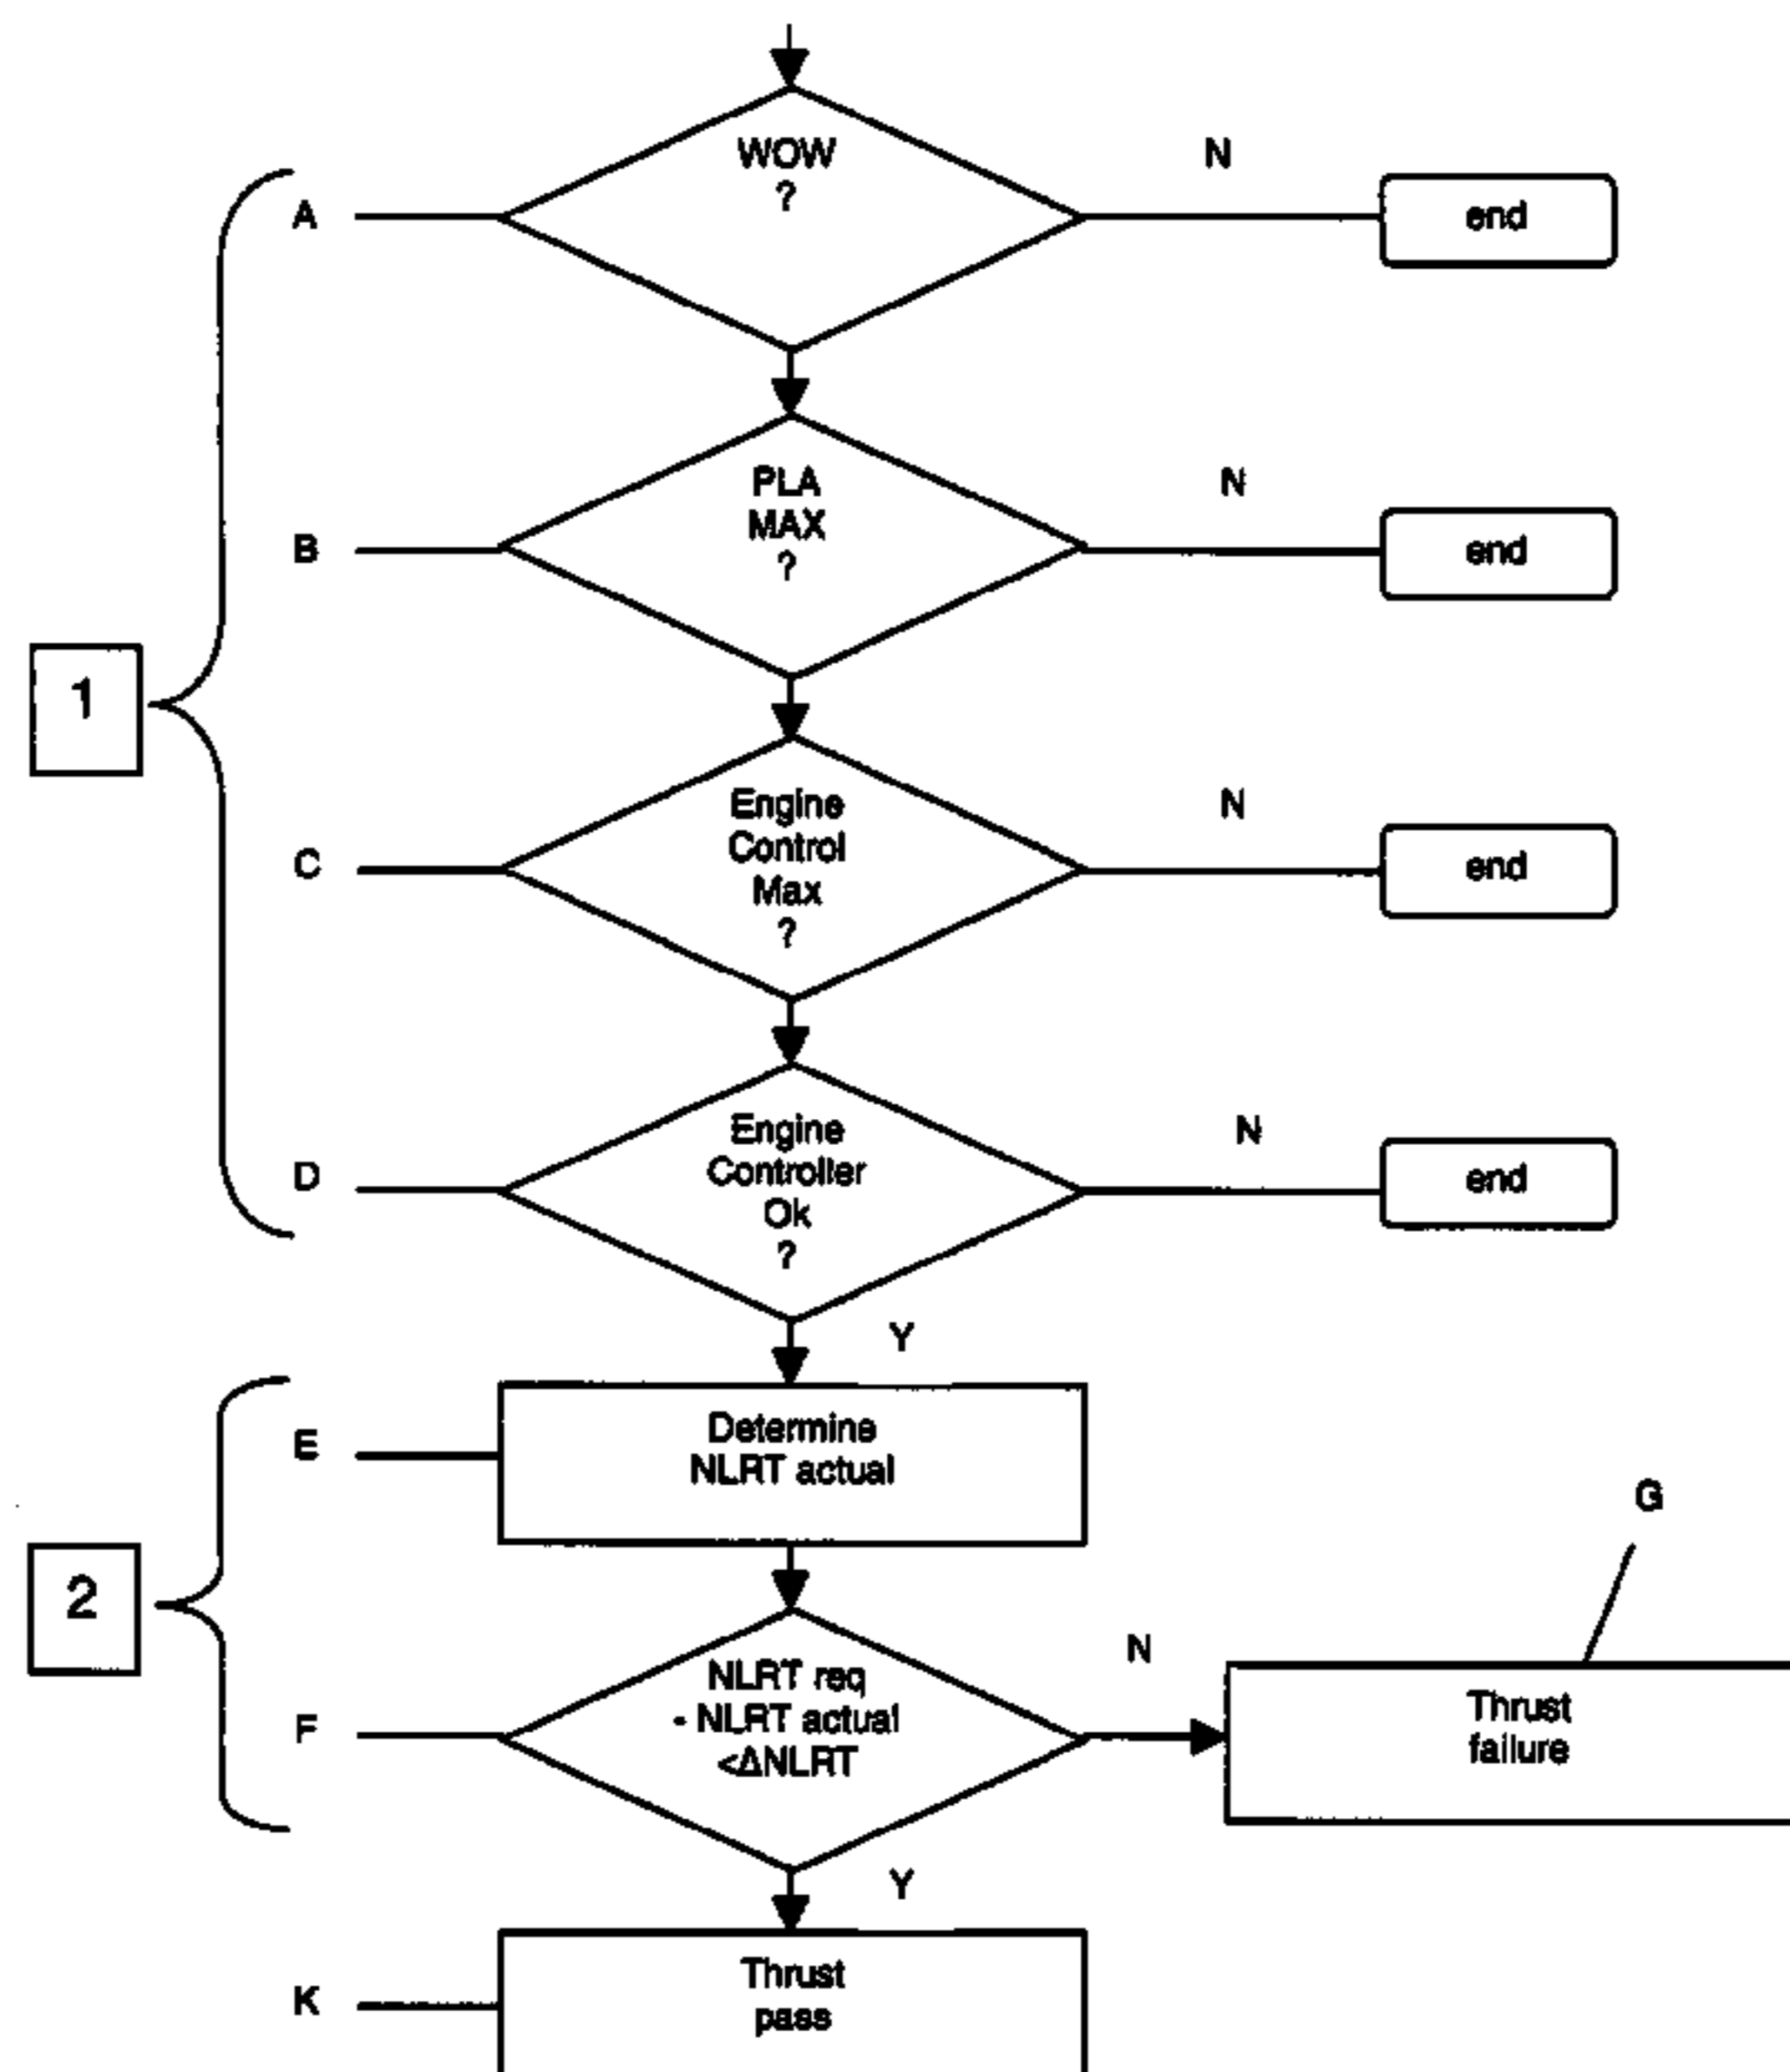 WOW
?
N
A
end
PLA
MAX
?
N
B
end
1
Engine
Control
Max
?
N
C
end
Engine
Controller
Ok
?
N
D
end
Y
E
Determine
NLRT actual
G
2
N
F
NLRT req
- NLRT actual
<ΔNLRT
Thrust
failure
Y
K
Thrust
pass